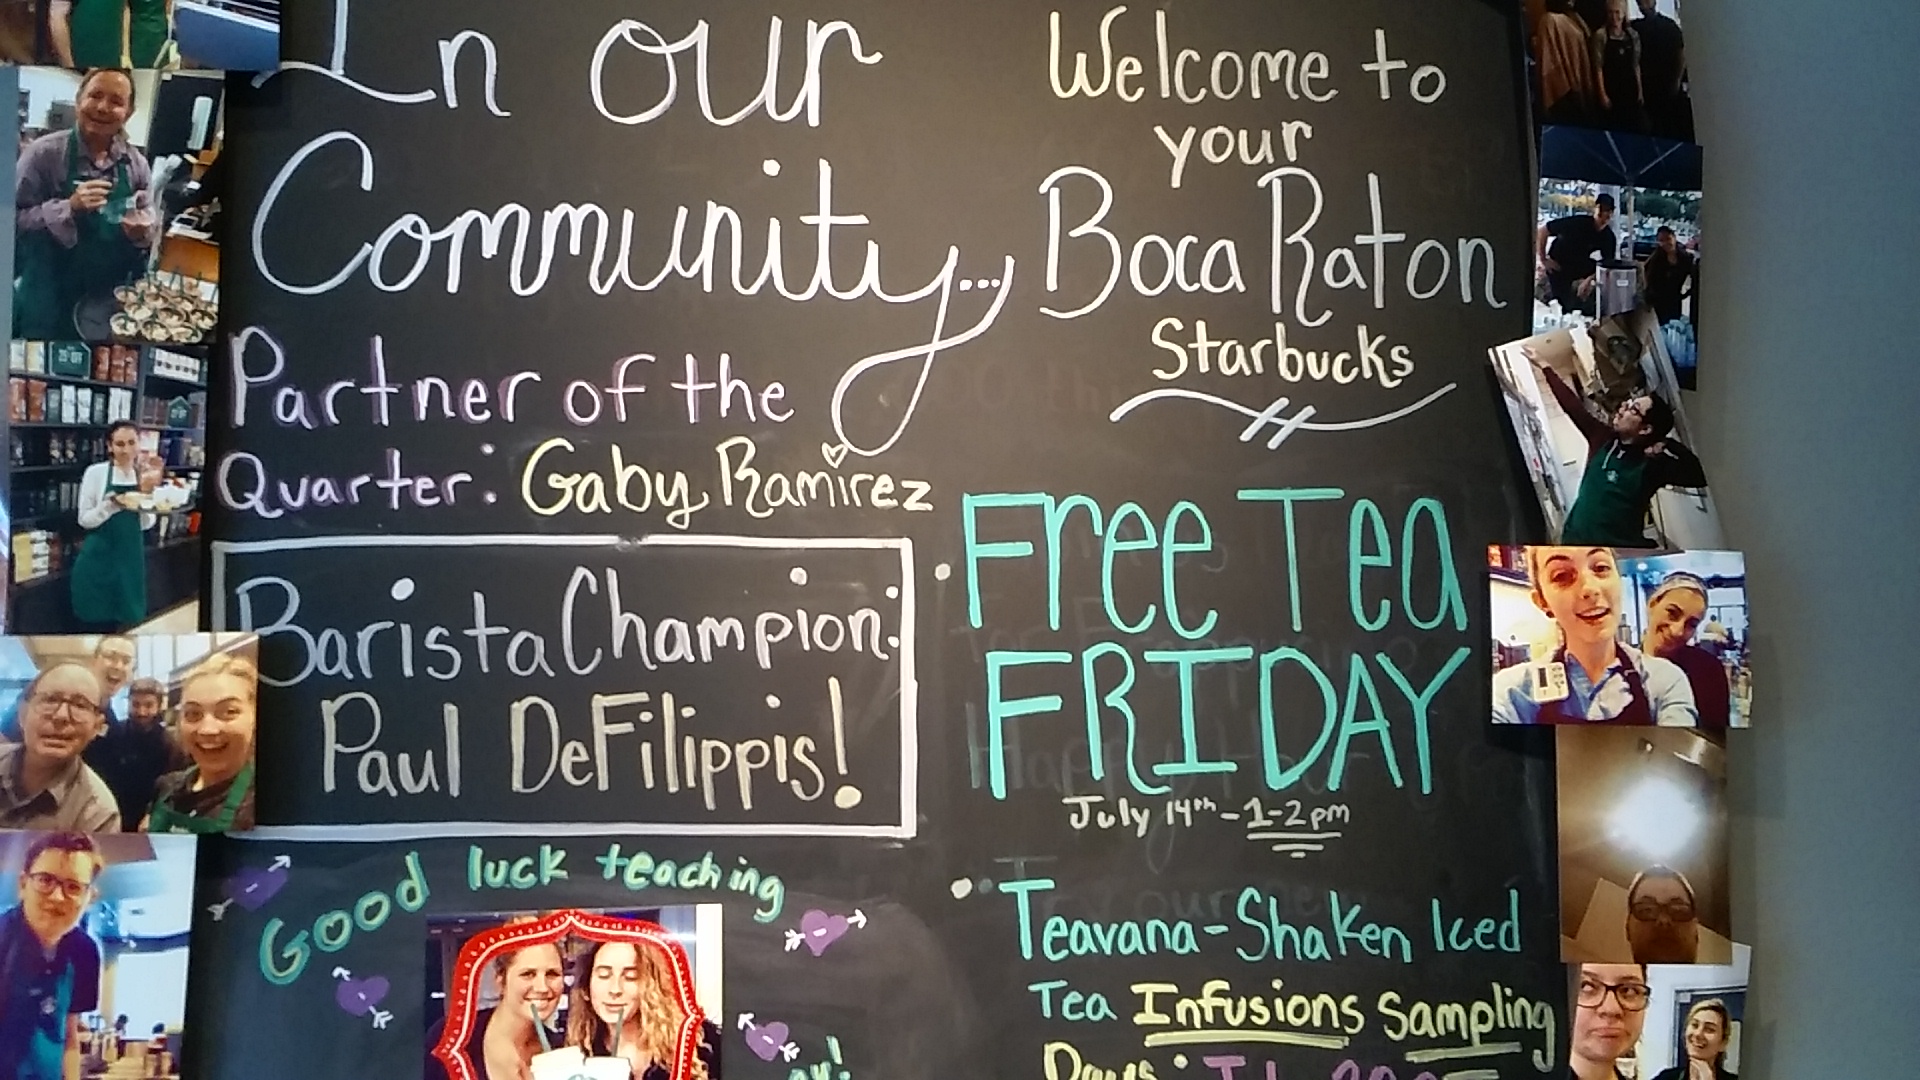 In our
Community...
Partner of the
Quarter: Gaby Ramirez
Barista Champion:
Paul DeFilippis!
Good luck teaching
Welcome to
your
Boca Raton
Starbucks
Free Tea
FRIDAY
July 14th - 1-2pm
Teavana-Shaken Iced
Tea Infusions Sampling
Days: